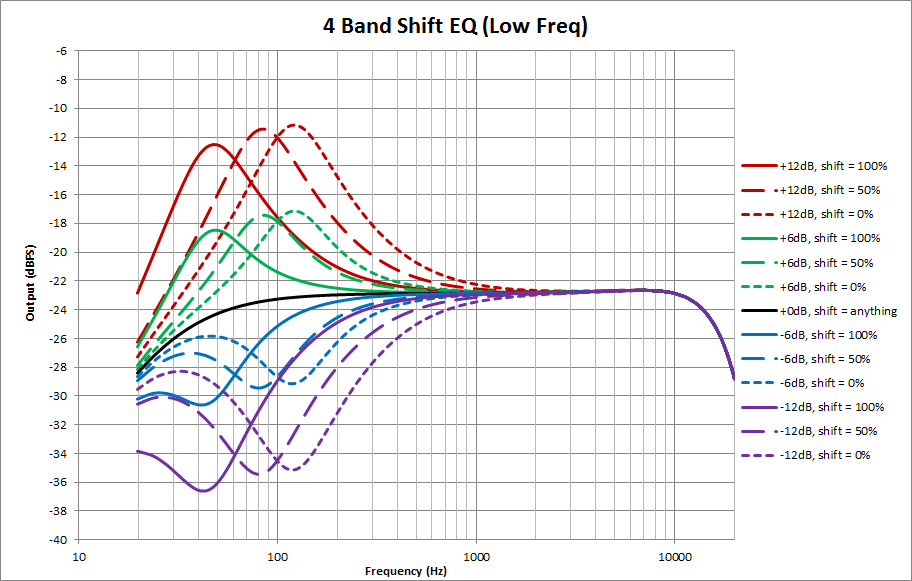 4 Band Shift EQ (Low Freq)
-6
-8
-10
-12
-14
-16
-18
-20
-22
-24
-26
-28
-30
-32
-34
-36
-38
-40
Output (dBFS)
10
100
1000
10000
Frequency (Hz)
+12dB, shift = 100%
+12dB, shift = 50%
+12dB, shift = 0%
+6dB, shift = 100%
+6dB, shift = 50%
+6dB, shift = 0%
+0dB, shift = anything
-6dB, shift = 100%
-6dB, shift = 50%
-6dB, shift = 0%
-12dB, shift = 100%
-12dB, shift = 50%
-12dB, shift = 0%